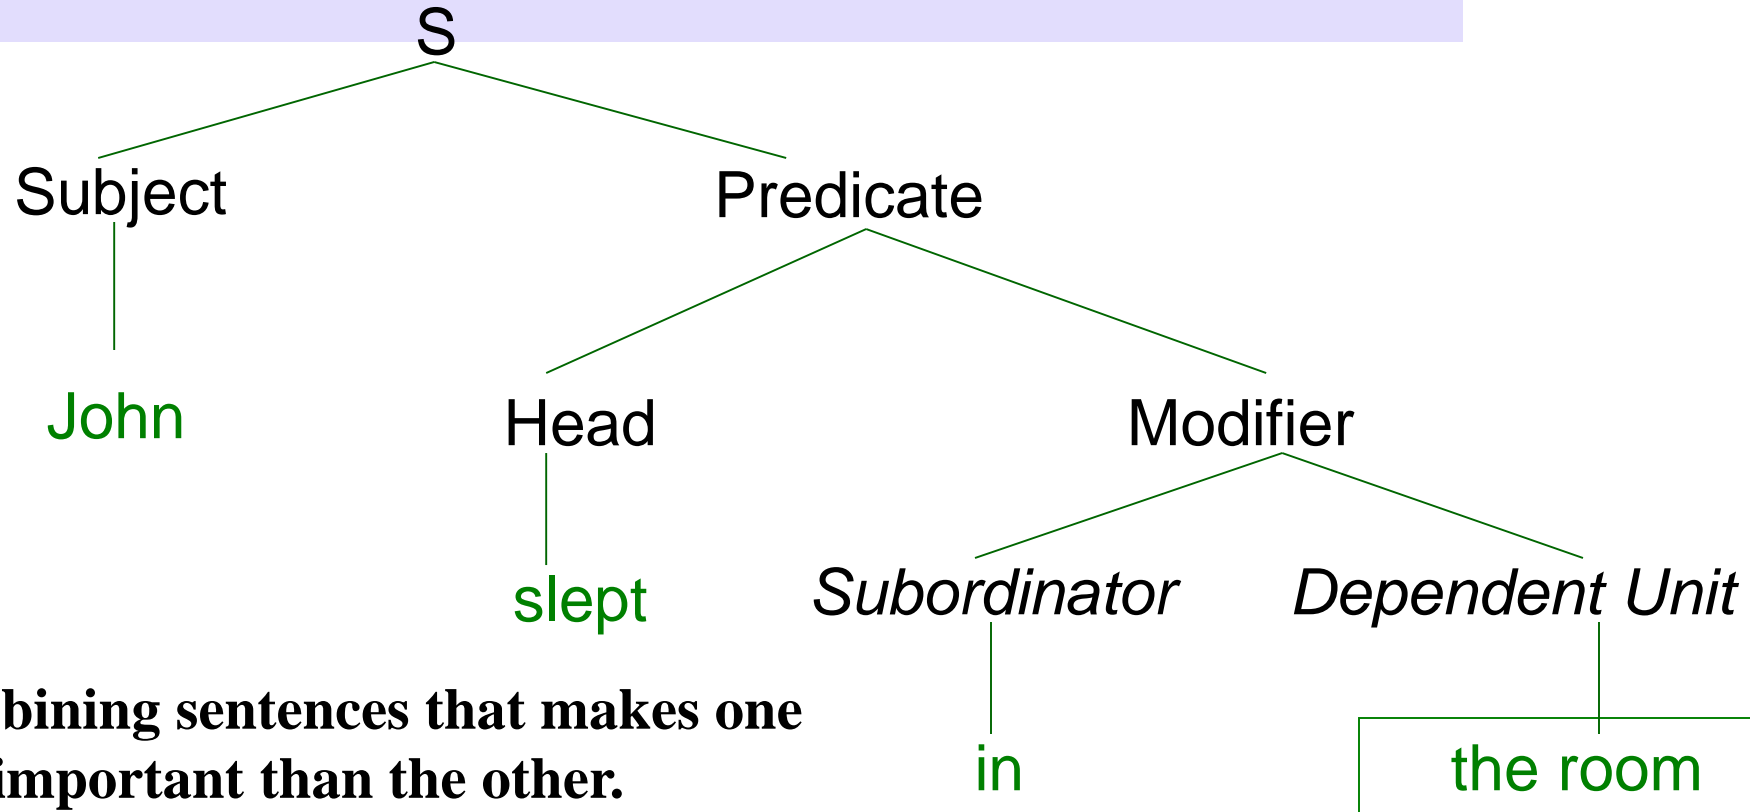 S
Subject Predicate
John Head Modifier
slept Subordinator Dependent Unit
bining sentences that makes one
important than the other.
in the room